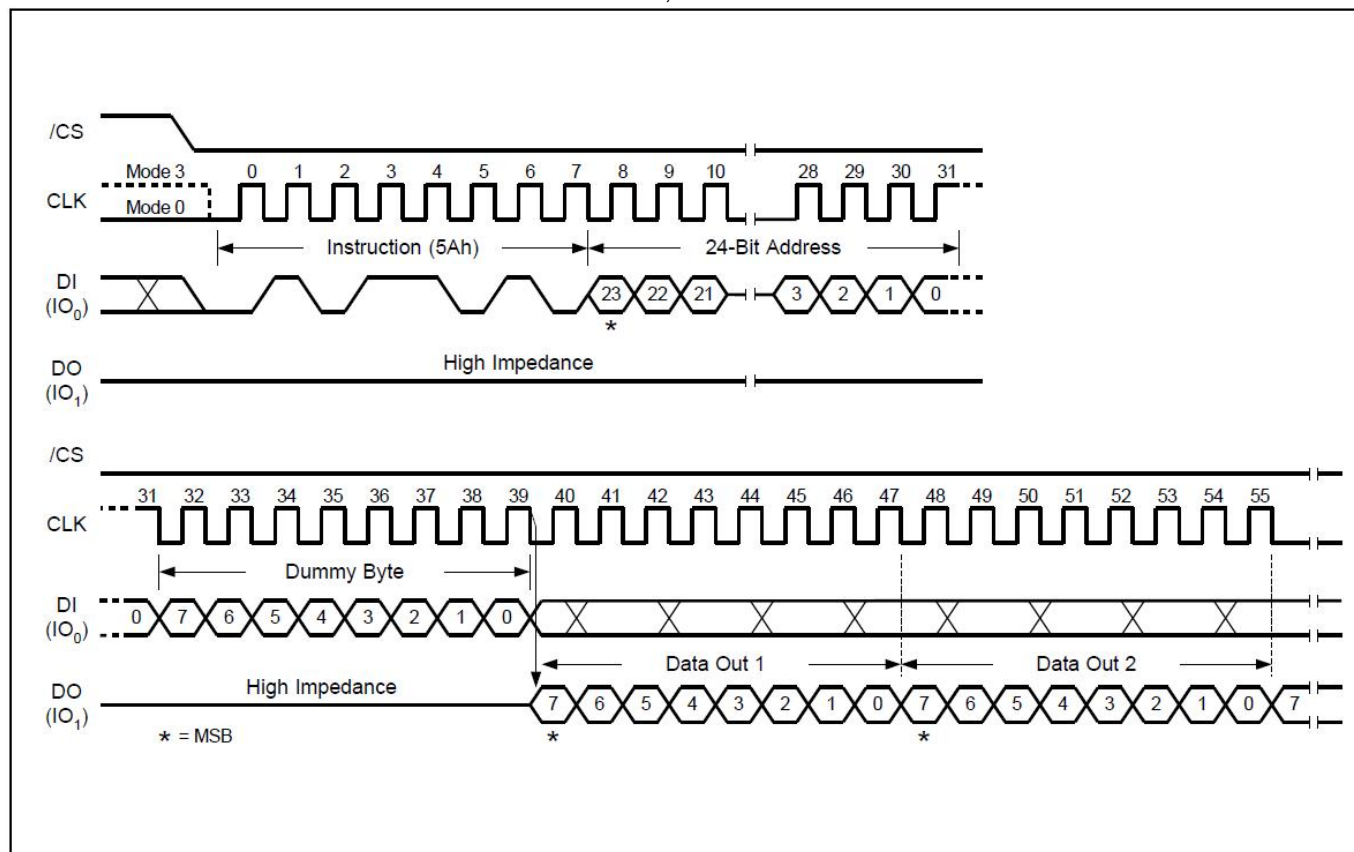 /CS
Mode 3 0 1 2 3 4 5 6 7 8 9 10 28 29 30 31
CLK
Mode 0
Instruction (5Ah) 24-Bit Address
DI
(IO0) 23 22 21 3 2 1 0
*
High Impedance
DO
(IO1)
/CS
31 32 33 34 35 36 37 38 39 40 41 42 43 44 45 46 47 48 49 50 51 52 53 54 55
CLK
Dummy Byte
DI
(IO0) 0 7 6 5 4 3 2 1 0
Data Out 1 Data Out 2
High Impedance
DO
(IO1) 7 6 5 4 3 2 1 0 7 6 5 4 3 2 1 0 7
* = MSB * *